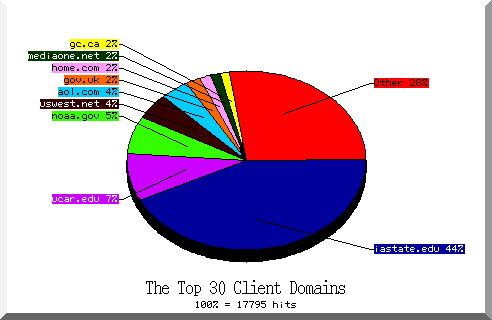 gc.ca 2%
mediaone.net 2%
home.com 2%
gov.uk 2%
aol.com 4%
uswest.net 4%
noaa.gov 5%
ucar.edu 7%
Other 28%
iastate.edu 44%
The Top 30 Client Domains
100% = 17795 hits